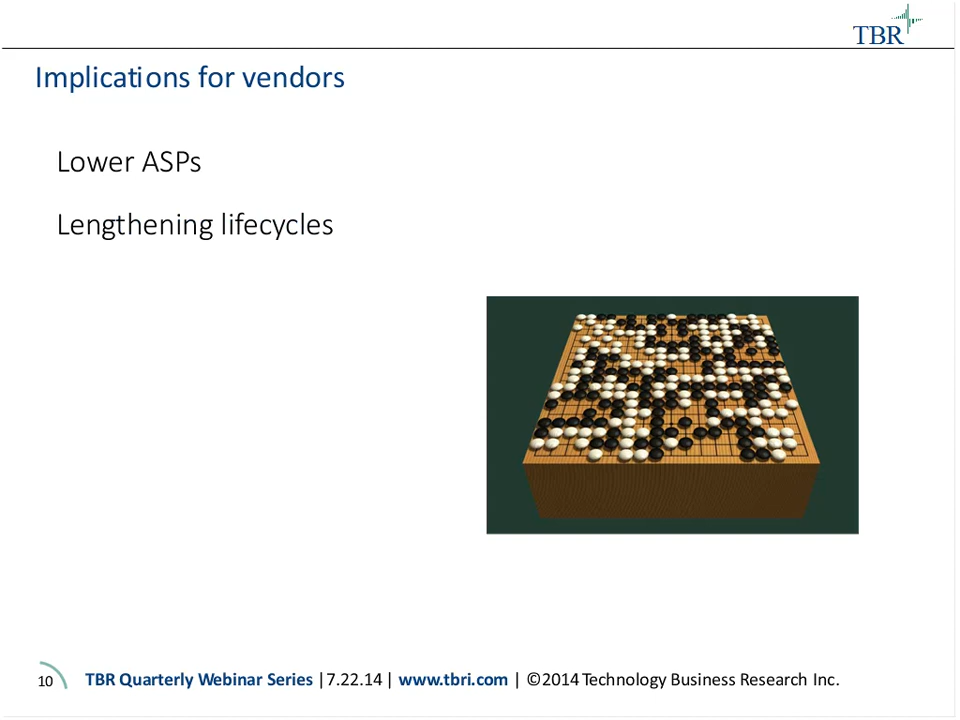 TBR
Implications for vendors
Lower ASPs
Lengthening lifecycles
10 TBR Quarterly Webinar Series |7.22.14 | www.tbri.com | ©2014 Technology Business Research Inc.